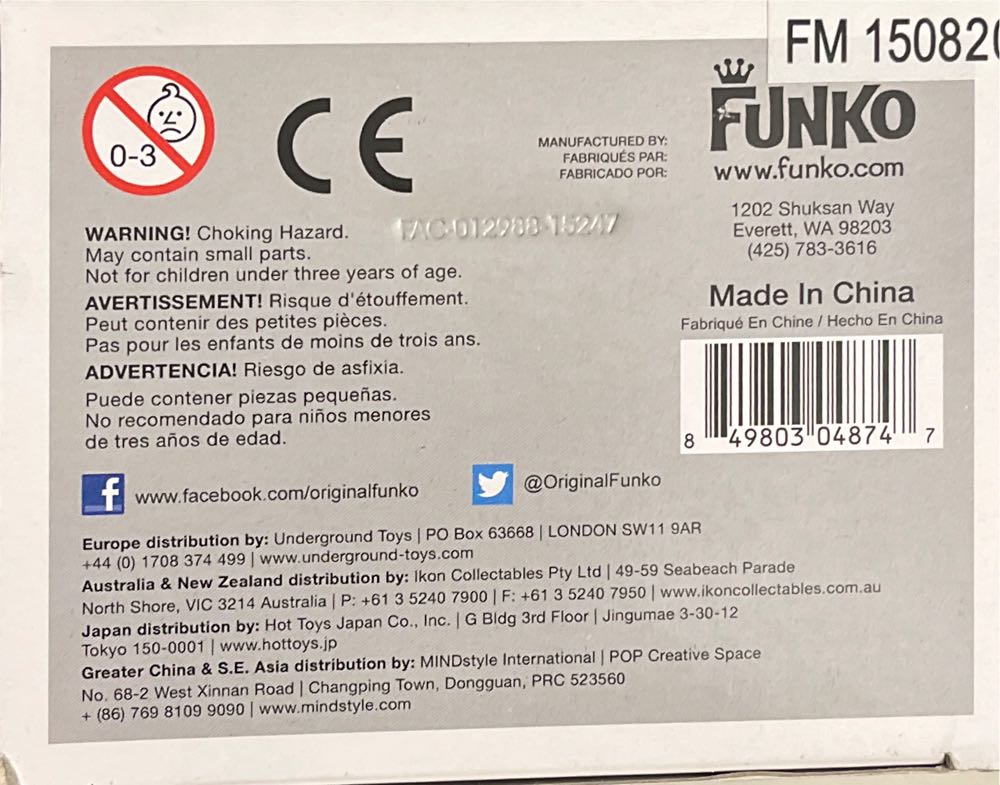 FM 15082
0-3
CE
MANUFACTURED BY:
FABRIQUÉS PAR:
FABRICADO POR:
FUNKO
www.funko.com
1202 Shuksan Way
Everett, WA 98203
(425) 783-3616
FAC-012988-15247
WARNING! Choking Hazard.
May contain small parts.
Not for children under three years of age.
AVERTISSEMENT! Risque d'étouffement.
Peut contenir des petites pièces.
Pas pour les enfants de moins de trois ans.
ADVERTENCIA! Riesgo de asfixia.
Puede contener piezas pequeñas.
No recomendado para niños menores
de tres años de edad.
Made In China
Fabriqué En Chine / Hecho En China
8 49803 04874 7
f www.facebook.com/originalfunko
@OriginalFunko
Europe distribution by: Underground Toys | PO Box 63668 | LONDON SW11 9AR
+44 (0) 1708 374 499 | www.underground-toys.com
Australia & New Zealand distribution by: Ikon Collectables Pty Ltd | 49-59 Seabeach Parade
North Shore, VIC 3214 Australia | P: +61 3 5240 7900 | F: +61 3 5240 7950 | www.ikoncollectables.com.au
Japan distribution by: Hot Toys Japan Co., Inc. | G Bldg 3rd Floor | Jingumae 3-30-12
Tokyo 150-0001 | www.hottoys.jp
Greater China & S.E. Asia distribution by: MINDstyle International | POP Creative Space
No. 68-2 West Xinnan Road | Changping Town, Dongguan, PRC 523560
+ (86) 769 8109 9090 | www.mindstyle.com